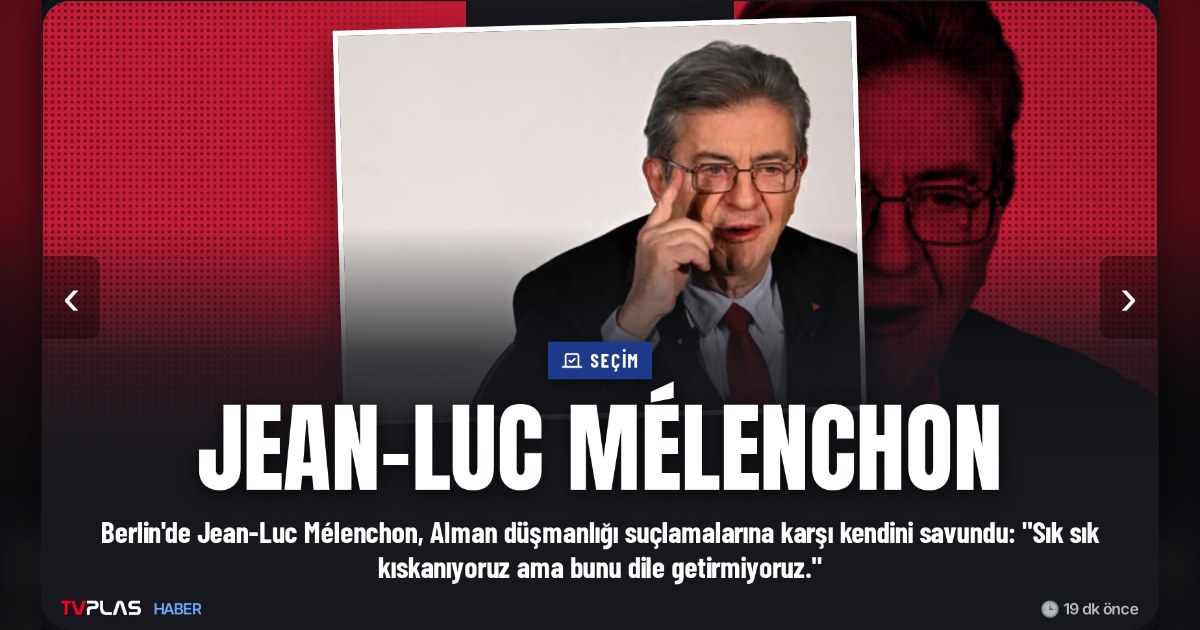 SEÇİM
JEAN-LUC MÉLENCHON
Berlin'de Jean-Luc Mélenchon, Alman düşmanlığı suçlamalarına karşı kendini savundu: "Sık sık
kıskanıyoruz ama bunu dile getirmiyoruz."
TVPLAS HABER
19 dk önce